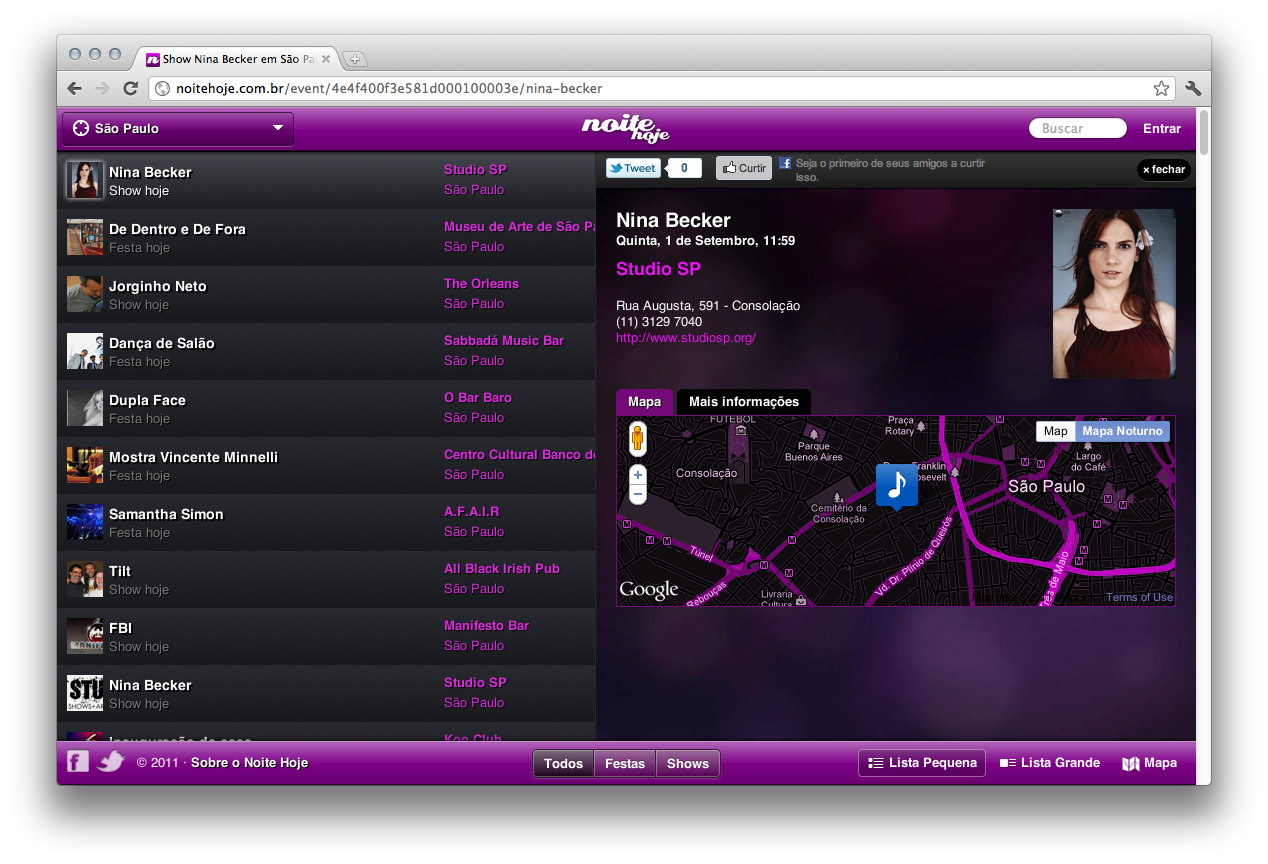 Show Nina Becker em São Pa
noitehoje.com.br/event/4e4f400f3e581d000100003e/nina-becker
São Paulo
noite
hoje
Buscar
Entrar
Nina Becker
Show hoje
Studio SP
São Paulo
De Dentro e De Fora
Festa hoje
Museu de Arte de São Pa
São Paulo
Jorginho Neto
Show hoje
The Orleans
São Paulo
Dança de Salão
Festa hoje
Sabbadá Music Bar
São Paulo
Dupla Face
Festa hoje
O Bar Baro
São Paulo
Mostra Vincente Minnelli
Festa hoje
Centro Cultural Banco do
São Paulo
Samantha Simon
Festa hoje
A.F.A.I.R
São Paulo
Tilt
Show hoje
All Black Irish Pub
São Paulo
FBI
Show hoje
Manifesto Bar
São Paulo
Nina Becker
Show hoje
Studio SP
São Paulo
Koo Club
Tweet
0
Curtir
Seja o primeiro de seus amigos a curtir
isso.
× fechar
Nina Becker
Quinta, 1 de Setembro, 11:59
Studio SP
Rua Augusta, 591 - Consolação
(11) 3129 7040
http://www.studiosp.org/
Mapa
Mais informações
FUTEBOL
Praça
Rotary
Map
Mapa Noturno
Parque
Buenos Aires
Largo
do Café
Consolação
Franklin
São Paulo
Cemitério da
Consolação
Vd. Dr. Plínio de Queirós
Túnel
Três de Maio
Rebouças
Livraria
Cultura
Google
Terms of Use
© 2011 · Sobre o Noite Hoje
Todos
Festas
Shows
Lista Pequena
Lista Grande
Mapa